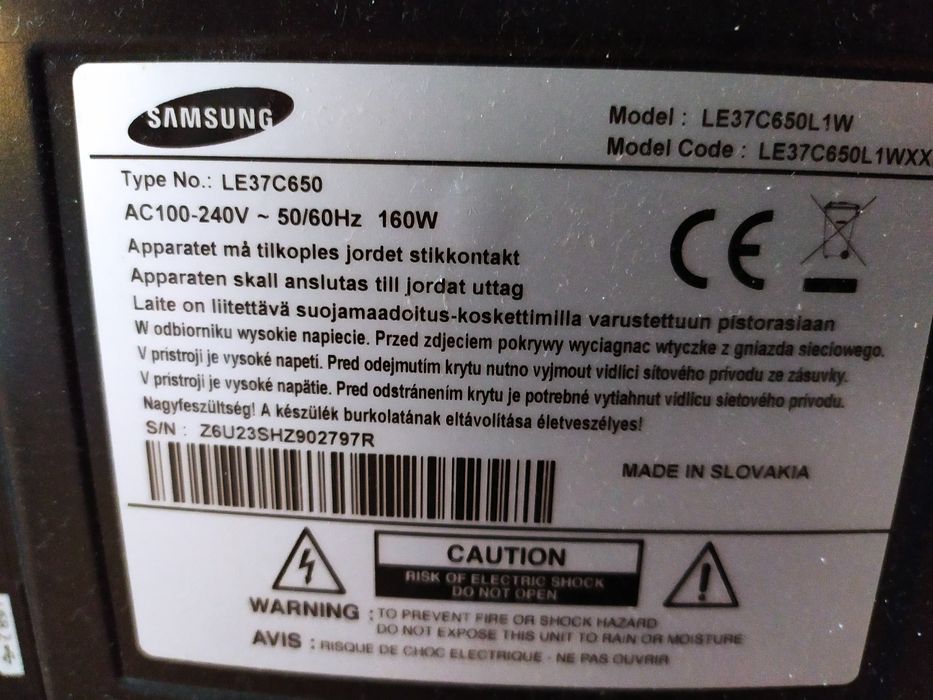 SAMSUNG
Model : LE37C650L1W
Model Code : LE37C650L1WXX
Type No.: LE37C650
AC100-240V ~ 50/60Hz 160W
Apparatet må tilkoples jordet stikkontakt
Apparaten skall anslutas till jordat uttag
Laite on liitettävä suojamaadoitus-koskettimilla varustettuun pistorasiaan
W odbiorniku wysokie napiecie. Przed zdjeciem pokrywy wyciagnac wtyczke z gniazda sieciowego.
V prístroji je vysoké napetí. Pred odejmutím krytu nutno vyjmout vidlici sítového prívodu ze zásuvky.
V prístroji je vysoké napätie. Pred odstránením krytu je potrebné vytiahnut vidlicu sietového prívodu.
Nagyfeszültség! A készülék burkolatának eltávolítása életveszélyes!
S/N : Z6U23SHZ902797R
MADE IN SLOVAKIA
CE
CAUTION
RISK OF ELECTRIC SHOCK
DO NOT OPEN
WARNING : TO PREVENT FIRE OR SHOCK HAZARD
DO NOT EXPOSE THIS UNIT TO RAIN OR MOISTURE
AVIS : RISQUE DE CHOC ELECTRIQUE - NE PAS OUVRIR